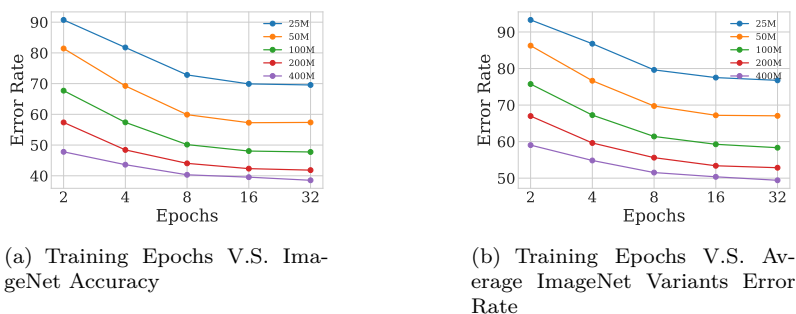 90
80
70
60
50
40
Error Rate
25M
50M
100M
200M
400M
2 4 8 16 32
Epochs
(a) Training Epochs V.S. Ima-
geNet Accuracy
90
80
70
60
50
Error Rate
25M
50M
100M
200M
400M
2 4 8 16 32
Epochs
(b) Training Epochs V.S. Av-
erage ImageNet Variants Error
Rate